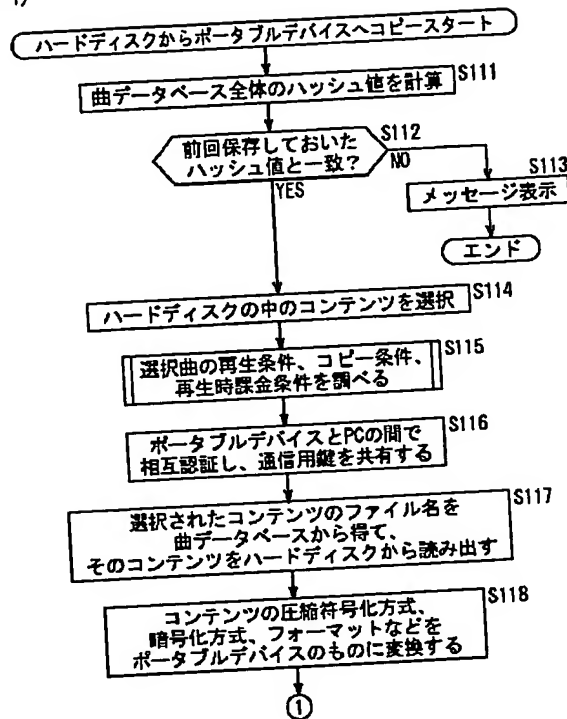 ハードディスクからポータブルデバイスへコピースタート
S111
曲データベース全体のハッシュ値を計算
S112
前回保存しておいた
ハッシュ値と一致?
NO
YES
S113
メッセージ表示
エンド
S114
ハードディスクの中のコンテンツを選択
S115
選択曲の再生条件、コピー条件、
再生時課金条件を調べる
S116
ポータブルデバイスとPCの間で
相互認証し、通信用鍵を共有する
S117
選択されたコンテンツのファイル名を
曲データベースから得て、
そのコンテンツをハードディスクから読み出す
S118
コンテンツの圧縮符号化方式、
暗号化方式、フォーマットなどを
ポータブルデバイスのものに変換する
①